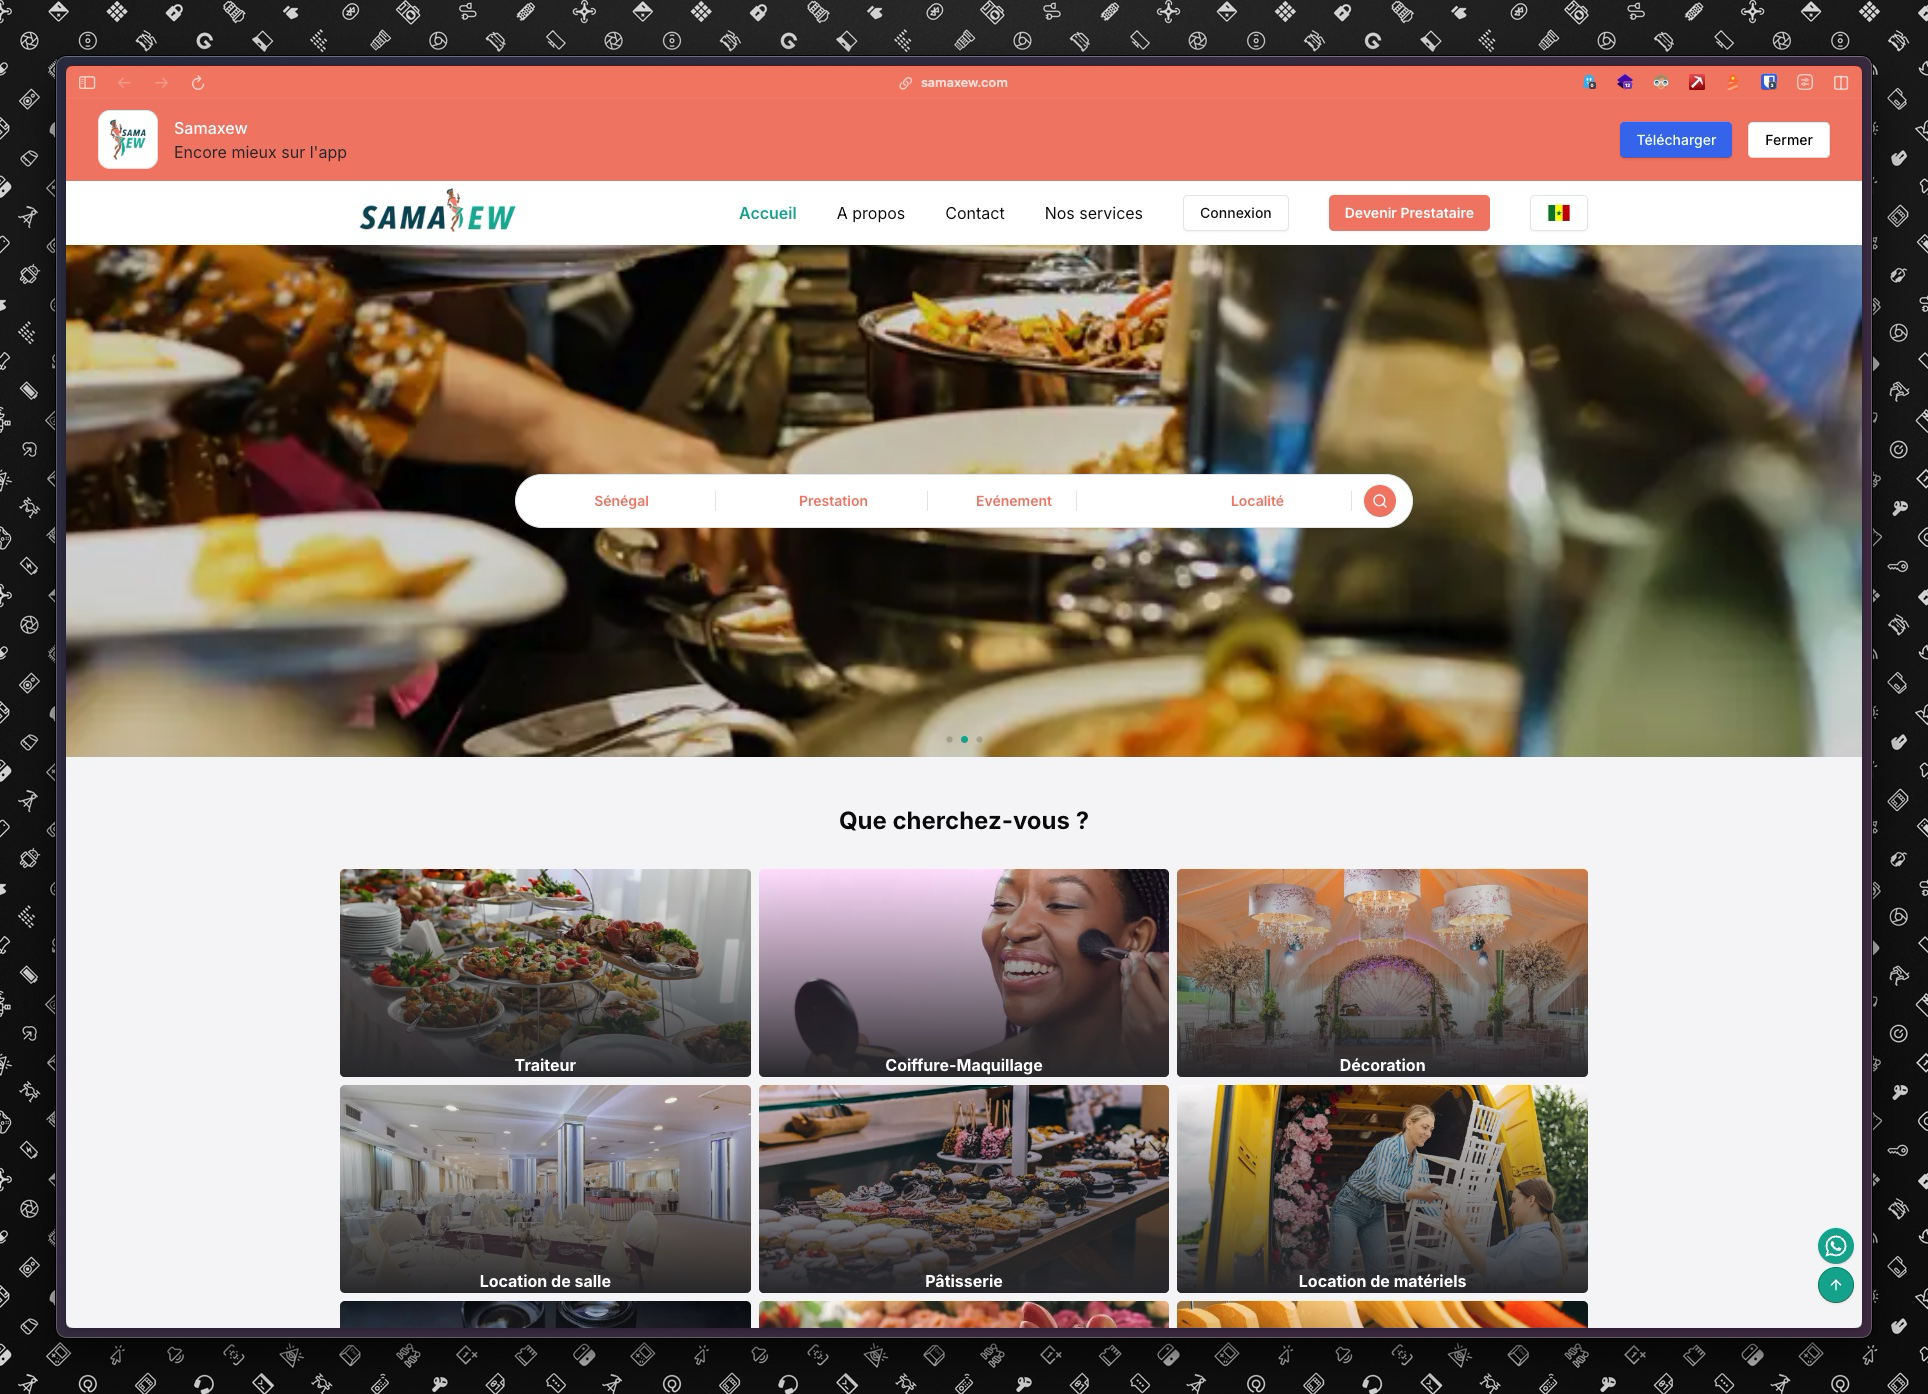 samaxew.com
SAMA
XEW
Samaxew
Encore mieux sur l'app
Télécharger
Fermer
SAMAXEW
Accueil
A propos
Contact
Nos services
Connexion
Devenir Prestataire
Sénégal
Prestation
Evénement
Localité
Que cherchez-vous ?
Traiteur
Coiffure-Maquillage
Décoration
Location de salle
Pâtisserie
Location de matériels